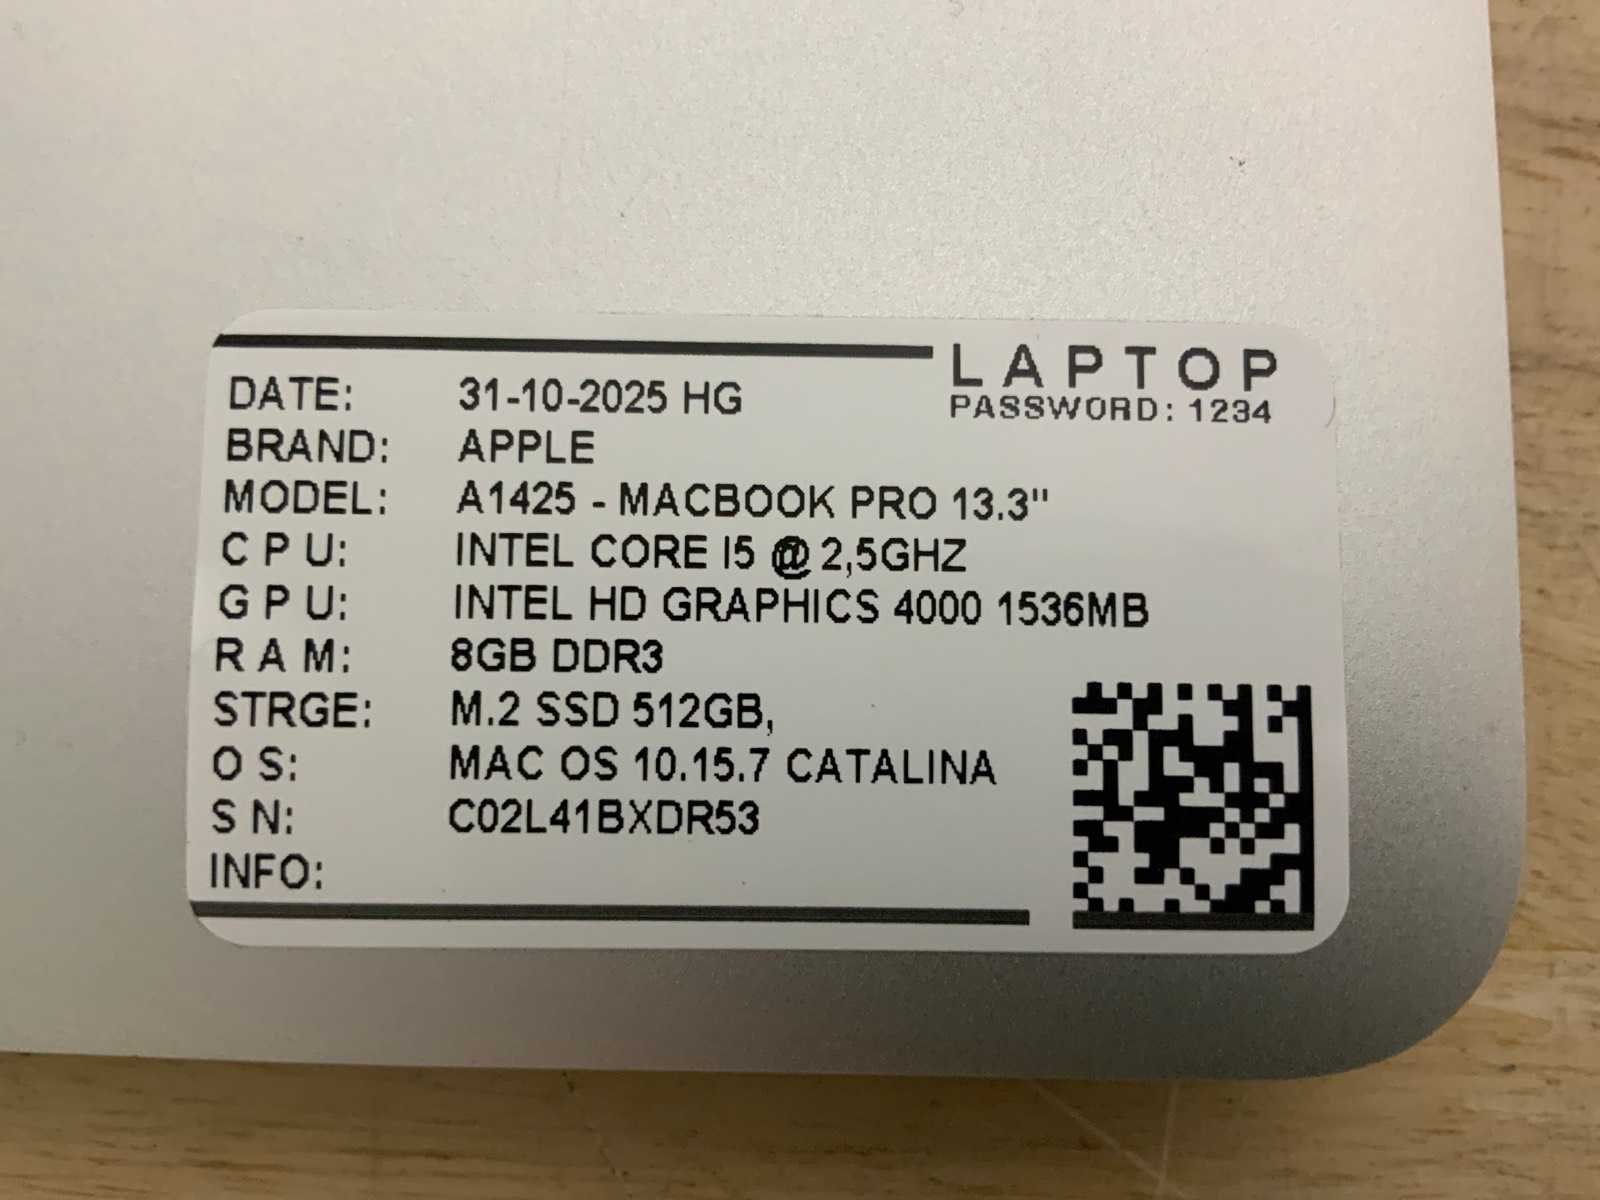 LAPTOP
PASSWORD: 1234
DATE: 31-10-2025 HG
BRAND: APPLE
MODEL: A1425 - MACBOOK PRO 13.3"
C P U: INTEL CORE I5 @ 2,5GHZ
G P U: INTEL HD GRAPHICS 4000 1536MB
R A M: 8GB DDR3
STRGE: M.2 SSD 512GB,
O S: MAC OS 10.15.7 CATALINA
S N: C02L41BXDR53
INFO: